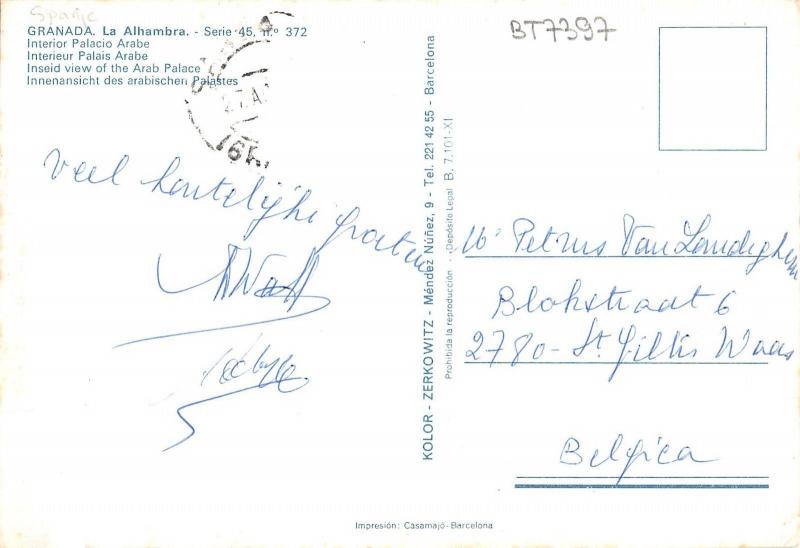 Spanje
GRANADA. La Alhambra. - Serie 45, n.º 372
Interior Palacio Arabe
Interieur Palais Arabe
Inseid view of the Arab Palace
Innenansicht des arabischen Palastes
BT7397
Veel hartelijke groeten
KOLOR - ZERKOWITZ - Méndez Núñez, 9 - Tel. 221 42 55 - Barcelona
Prohibida la reproducción - Depósito Legal B. 7.101-XI
Petrus Van Landeghem
Blokstraat 6
2780 - St. Gillis Waas
Belgica
Impresión: Casamajó-Barcelona